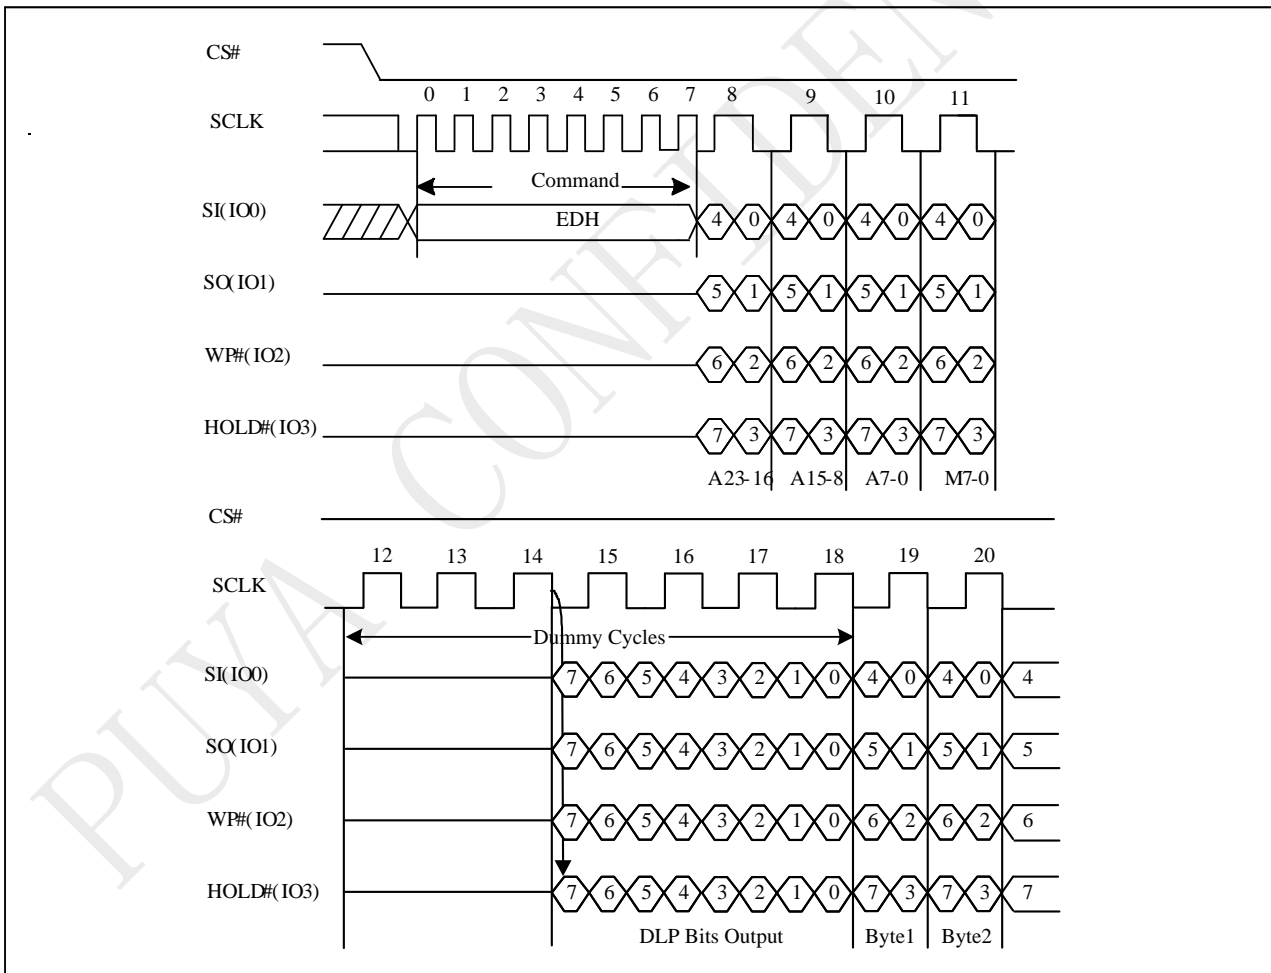 PUYA CONFIDEN
CS#
0 1 2 3 4 5 6 7 8 9 10 11
SCLK
Command
SI(IO0) EDH 4 0 4 0 4 0 4 0
SO(IO1) 5 1 5 1 5 1 5 1
WP#(IO2) 6 2 6 2 6 2 6 2
HOLD#(IO3) 7 3 7 3 7 3 7 3
A23-16 A15-8 A7-0 M7-0
CS#
12 13 14 15 16 17 18 19 20
SCLK
Dummy Cycles
SI(IO0) 7 6 5 4 3 2 1 0 4 0 4 0 4
SO(IO1) 7 6 5 4 3 2 1 0 5 1 5 1 5
WP#(IO2) 7 6 5 4 3 2 1 0 6 2 6 2 6
HOLD#(IO3) 7 6 5 4 3 2 1 0 7 3 7 3 7
DLP Bits Output Byte1 Byte2